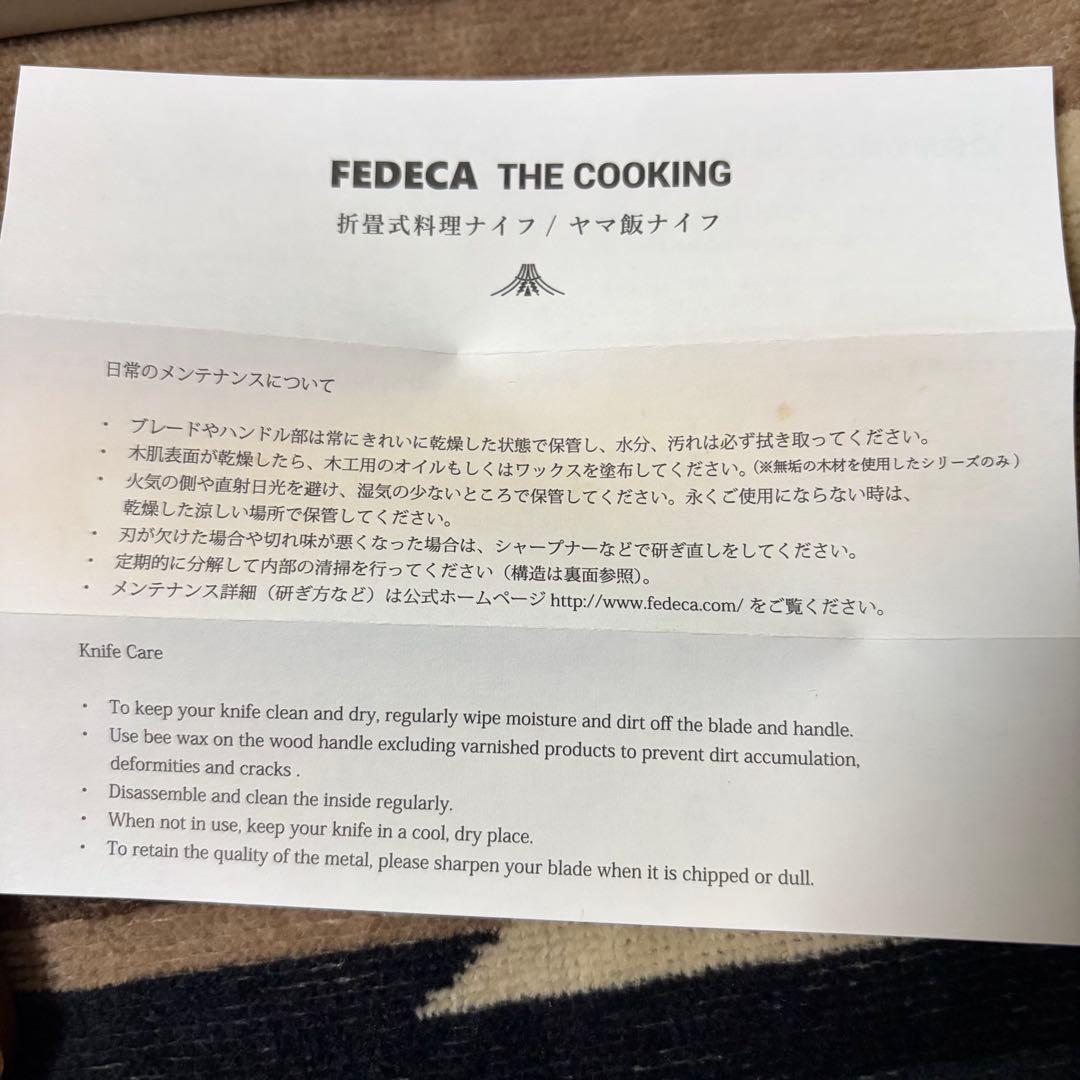 FEDECA THE COOKING
折畳式料理ナイフ / ヤマ飯ナイフ
日常のメンテナンスについて
・ ブレードやハンドル部は常にきれいに乾燥した状態で保管し、水分、汚れは必ず拭き取ってください。
・ 木肌表面が乾燥したら、木工用のオイルもしくはワックスを塗布してください。（※無垢の木材を使用したシリーズのみ）
・ 火気の側や直射日光を避け、湿気の少ないところで保管してください。永くご使用にならない時は、
乾燥した涼しい場所で保管してください。
・ 刃が欠けた場合や切れ味が悪くなった場合は、シャープナーなどで研ぎ直しをしてください。
・ 定期的に分解して内部の清掃を行ってください（構造は裏面参照）。
・ メンテナンス詳細（研ぎ方など）は公式ホームページ http://www.fedeca.com/ をご覧ください。
Knife Care
・ To keep your knife clean and dry, regularly wipe moisture and dirt off the blade and handle.
・ Use bee wax on the wood handle excluding varnished products to prevent dirt accumulation,
deformities and cracks .
・ Disassemble and clean the inside regularly.
・ When not in use, keep your knife in a cool, dry place.
・ To retain the quality of the metal, please sharpen your blade when it is chipped or dull.